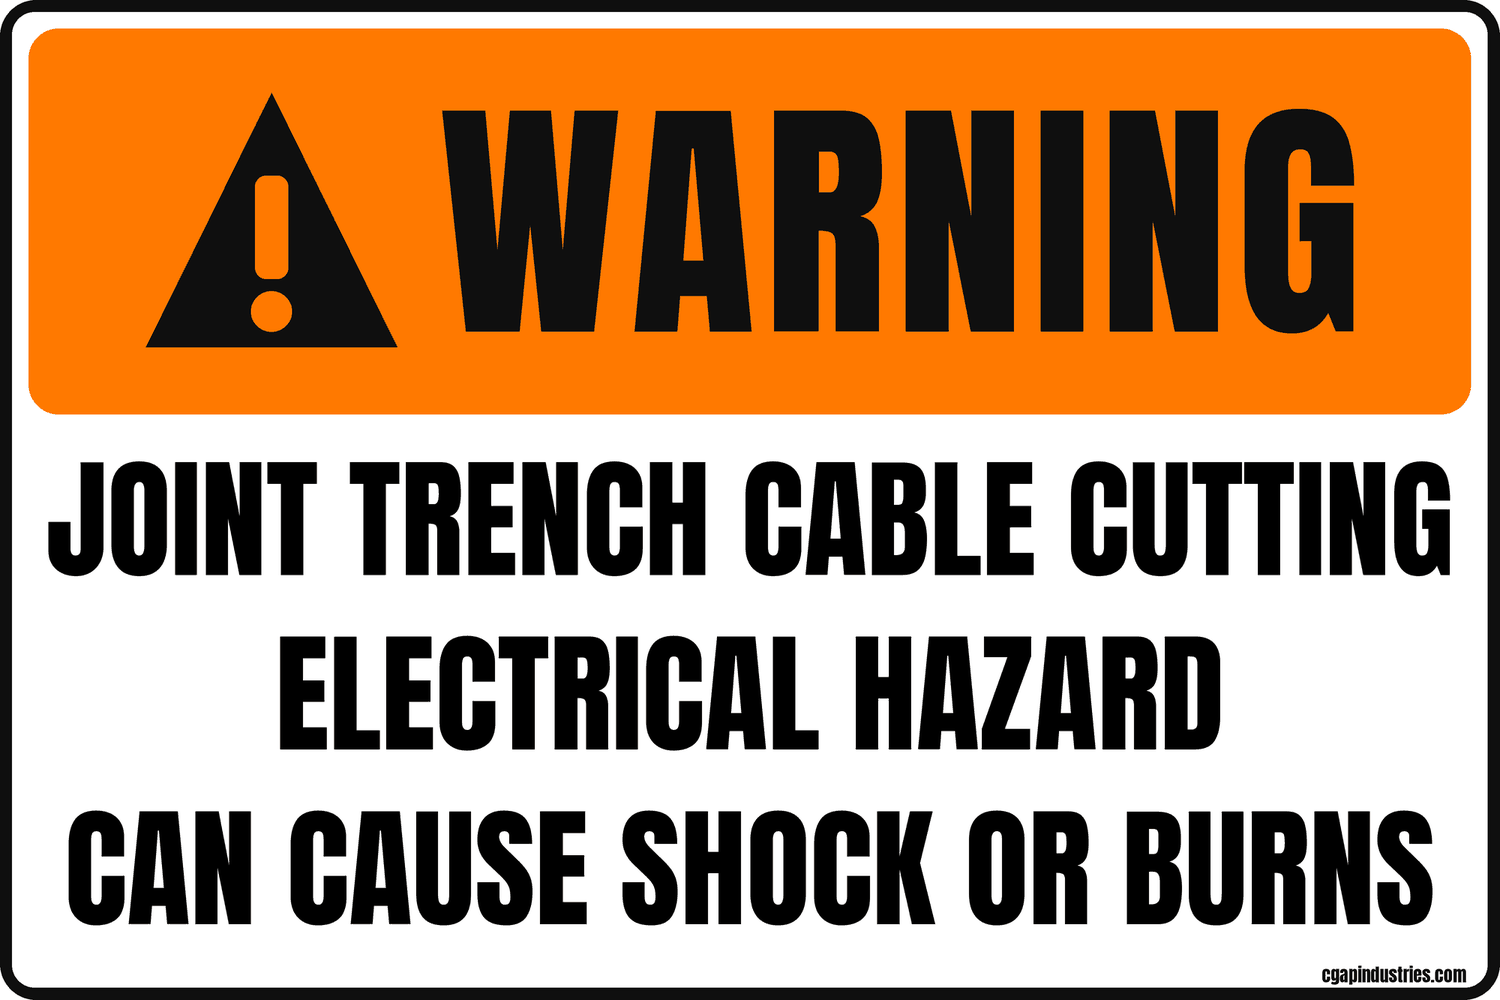 WARNING
JOINT TRENCH CABLE CUTTING
ELECTRICAL HAZARD
CAN CAUSE SHOCK OR BURNS
cgapindustries.com